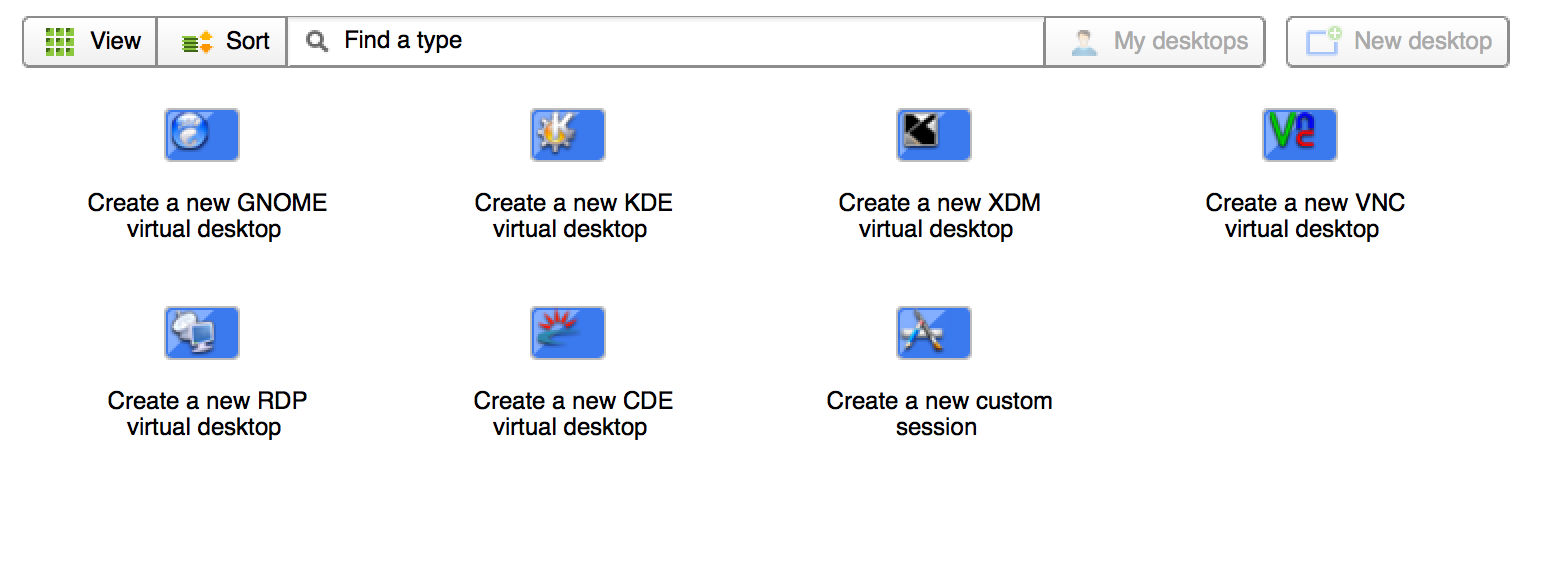 View Sort Find a type My desktops New desktop
Create a new GNOME
virtual desktop
Create a new KDE
virtual desktop
Create a new XDM
virtual desktop
Create a new VNC
virtual desktop
Create a new RDP
virtual desktop
Create a new CDE
virtual desktop
Create a new custom
session